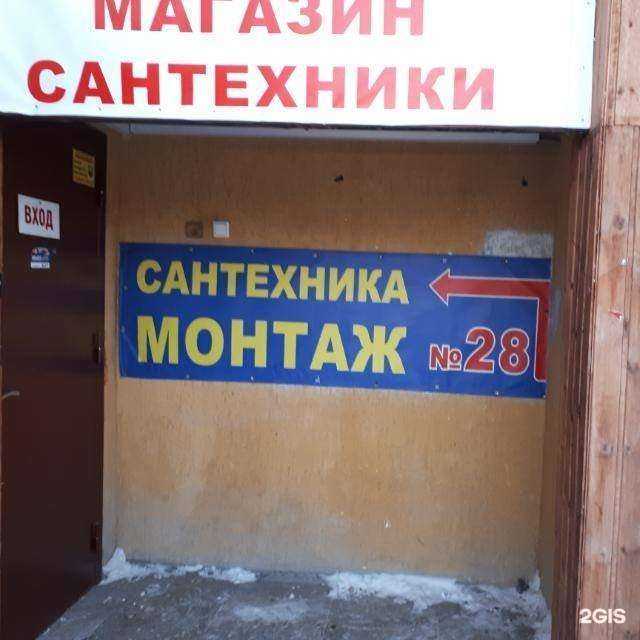 МАГАЗИН
САНТЕХНИКИ
ВХОД
САНТЕХНИКА
МОНТАЖ №28
2GIS